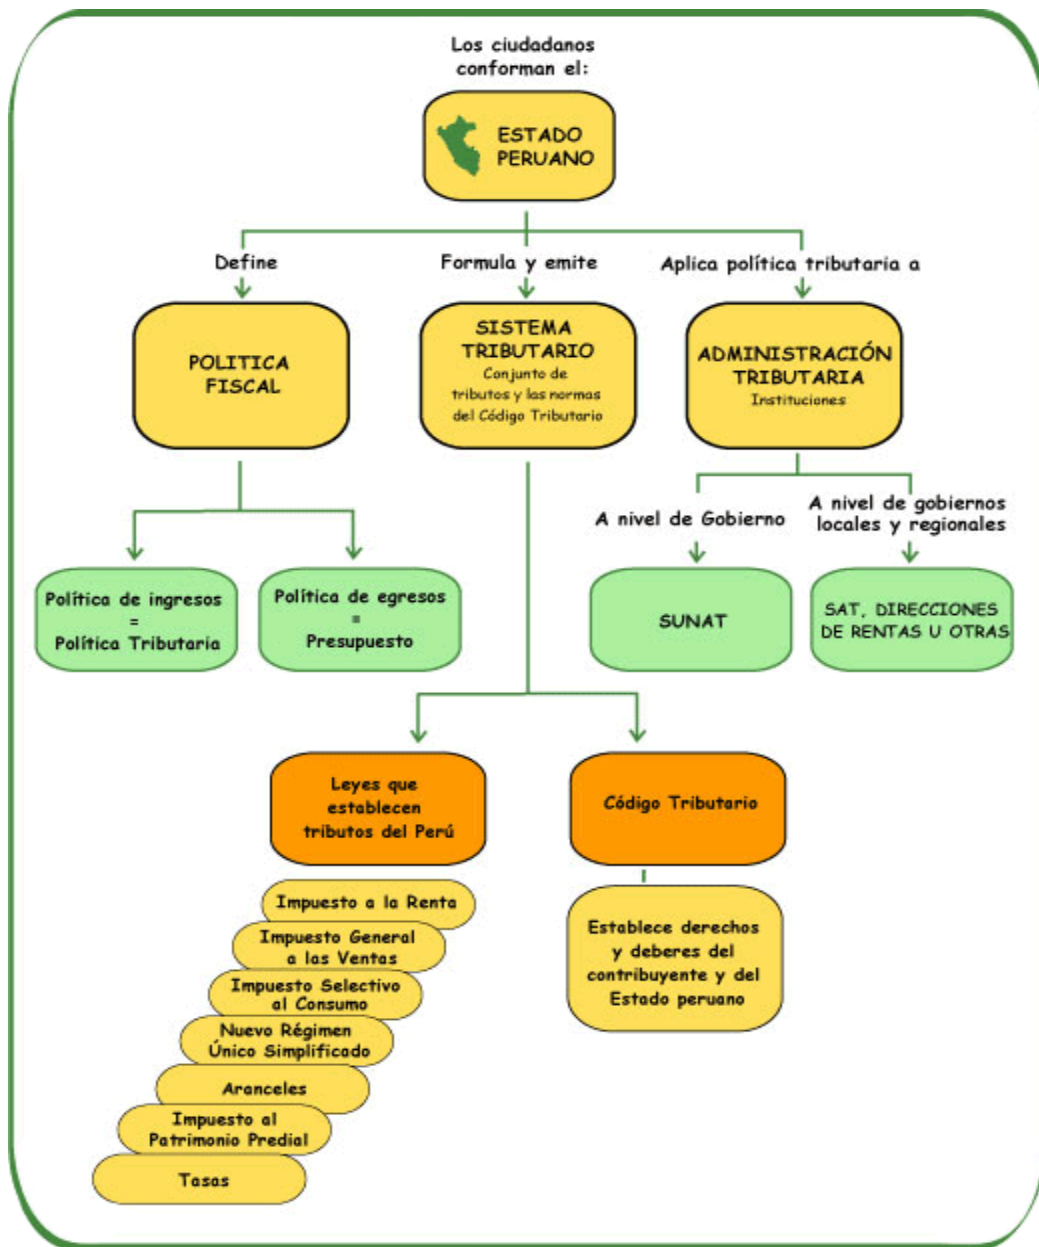 Los ciudadanos
conforman el:
ESTADO
PERUANO
Define
Formula y emite
Aplica política tributaria a
POLITICA
FISCAL
SISTEMA
TRIBUTARIO
Conjunto de
tributos y las normas
del Código Tributario
ADMINISTRACIÓN
TRIBUTARIA
Instituciones
A nivel de Gobierno
A nivel de gobiernos
locales y regionales
Política de ingresos
=
Política Tributaria
Política de egresos
=
Presupuesto
SUNAT
SAT, DIRECCIONES
DE RENTAS U OTRAS
Leyes que
establecen
tributos del Perú
Código Tributario
Impuesto a la Renta
Impuesto General
a las Ventas
Impuesto Selectivo
al Consumo
Nuevo Régimen
Único Simplificado
Aranceles
Impuesto al
Patrimonio Predial
Tasas
Establece derechos
y deberes del
contribuyente y del
Estado peruano